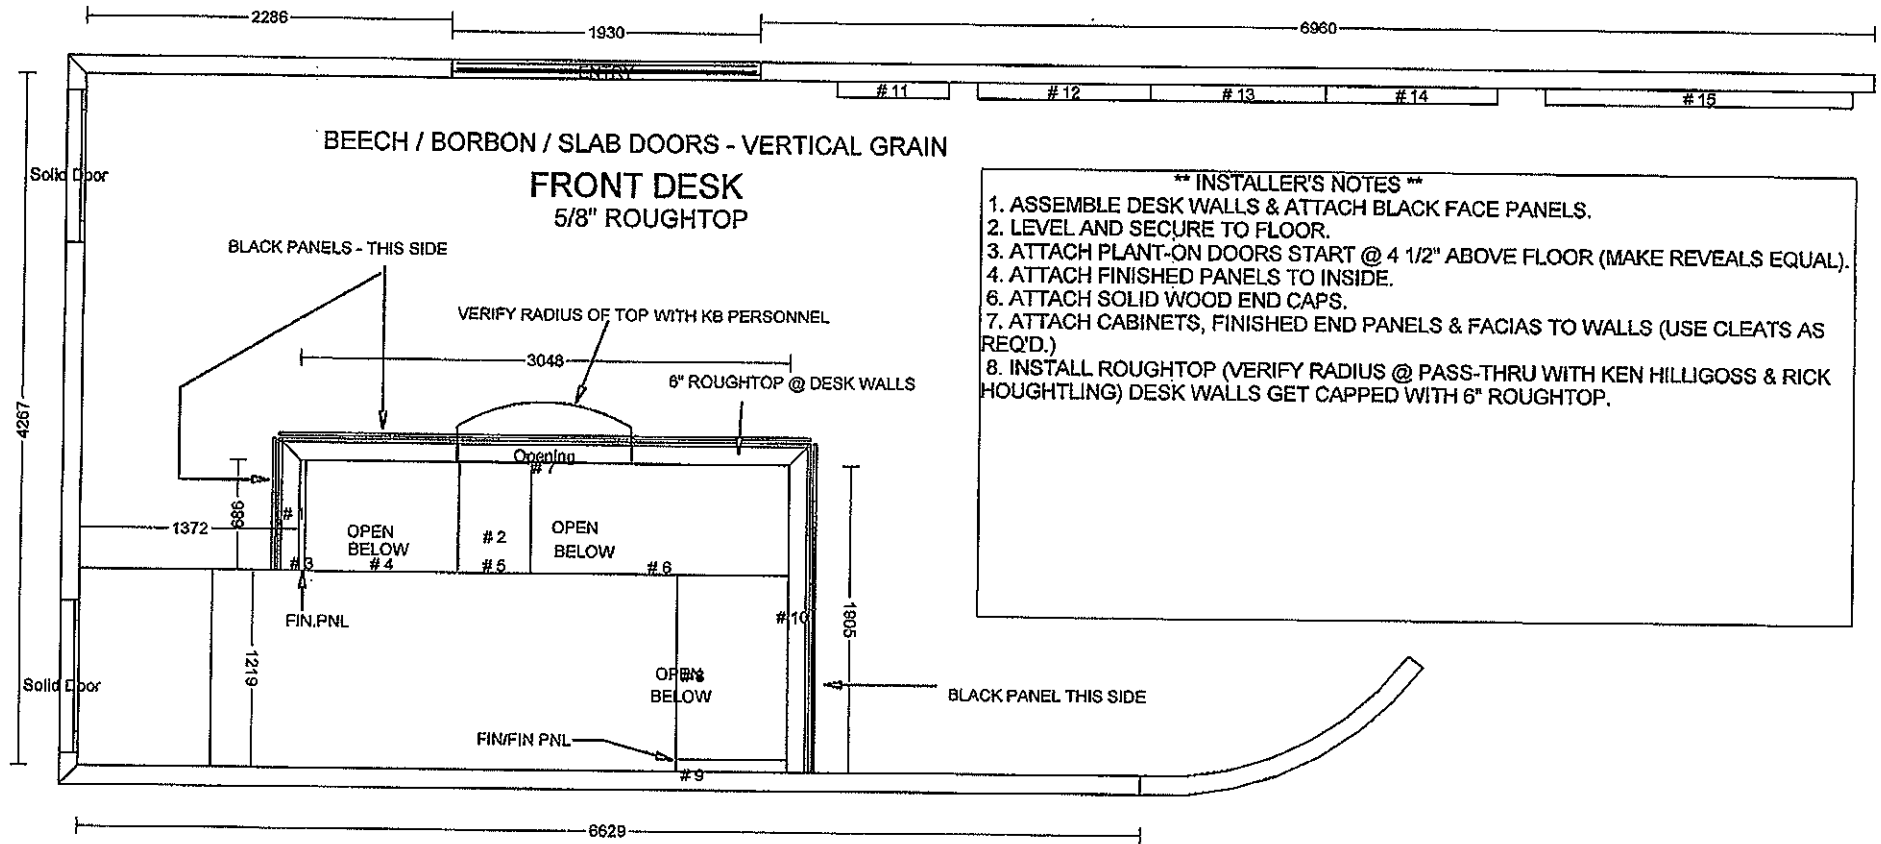 2286
1930
6960
ENTRY
# 11
# 12
# 13
# 14
# 15
BEECH / BORBON / SLAB DOORS - VERTICAL GRAIN
FRONT DESK
5/8" ROUGHTOP
Solid Door
** INSTALLER'S NOTES **
1. ASSEMBLE DESK WALLS & ATTACH BLACK FACE PANELS.
2. LEVEL AND SECURE TO FLOOR.
3. ATTACH PLANT-ON DOORS START @ 4 1/2" ABOVE FLOOR (MAKE REVEALS EQUAL).
4. ATTACH FINISHED PANELS TO INSIDE.
6. ATTACH SOLID WOOD END CAPS.
7. ATTACH CABINETS, FINISHED END PANELS & FACIAS TO WALLS (USE CLEATS AS
REQ'D.)
8. INSTALL ROUGHTOP (VERIFY RADIUS @ PASS-THRU WITH KEN HILLIGOSS & RICK
HOUGHTLING) DESK WALLS GET CAPPED WITH 6" ROUGHTOP.
BLACK PANELS - THIS SIDE
VERIFY RADIUS OF TOP WITH KB PERSONNEL
3048
6" ROUGHTOP @ DESK WALLS
4267
Opening
# 7
686
# 1
1372
OPEN
BELOW
# 2
OPEN
BELOW
# 3
# 4
# 5
# 6
FIN.PNL
# 10
1905
1219
Solid Door
OPEN
BELOW
BLACK PANEL THIS SIDE
FIN/FIN PNL
# 9
6629